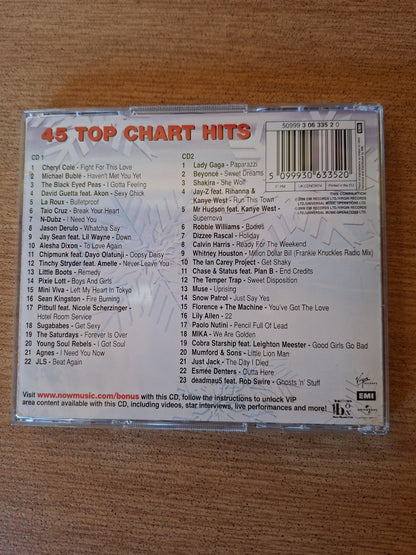 45 TOP CHART HITS
50999 3 06 335 2 0
5 099930 633520
CD 1
1 Cheryl Cole - Fight For This Love
2 Michael Bublé - Haven't Met You Yet
3 The Black Eyed Peas - I Gotta Feeling
4 David Guetta feat. Akon - Sexy Chick
5 La Roux - Bulletproof
6 Taio Cruz - Break Your Heart
7 N-Dubz - I Need You
8 Jason Derulo - Whatcha Say
9 Jay Sean feat. Lil Wayne - Down
10 Alesha Dixon - To Love Again
11 Chipmunk feat. Dayo Olatunji - Oopsy Daisy
12 Tinchy Stryder feat. Amelle - Never Leave You
13 Little Boots - Remedy
14 Pixie Lott - Boys And Girls
15 Mini Viva - Left My Heart In Tokyo
16 Sean Kingston - Fire Burning
17 Pitbull feat. Nicole Scherzinger -
Hotel Room Service
18 Sugababes - Get Sexy
19 The Saturdays - Forever Is Over
20 Young Soul Rebels - I Got Soul
21 Agnes - I Need You Now
22 JLS - Beat Again
CD2
1 Lady Gaga - Paparazzi
2 Beyoncé - Sweet Dreams
3 Shakira - She Wolf
4 Jay-Z feat. Rihanna &
Kanye West - Run This Town
5 Mr Hudson feat. Kanye West -
Supernova
6 Robbie Williams - Bodies
7 Dizzee Rascal - Holiday
8 Calvin Harris - Ready For The Weekend
9 Whitney Houston - Million Dollar Bill (Frankie Knuckles Radio Mix)
10 The Ian Carey Project - Get Shaky
11 Chase & Status feat. Plan B - End Credits
12 The Temper Trap - Sweet Disposition
13 Muse - Uprising
14 Snow Patrol - Just Say Yes
15 Florence + The Machine - You've Got The Love
16 Lily Allen - 22
17 Paolo Nutini - Pencil Full Of Lead
18 MIKA - We Are Golden
19 Cobra Starship feat. Leighton Meester - Good Girls Go Bad
20 Mumford & Sons - Little Lion Man
21 Just Jack - The Day I Died
22 Esmée Denters - Outta Here
23 deadmau5 feat. Rob Swire - Ghosts 'n' Stuff
Visit www.nowmusic.com/bonus with this CD, follow the instructions to unlock VIP
area content available with this CD, including videos, star interviews, live performances and more!
EMI